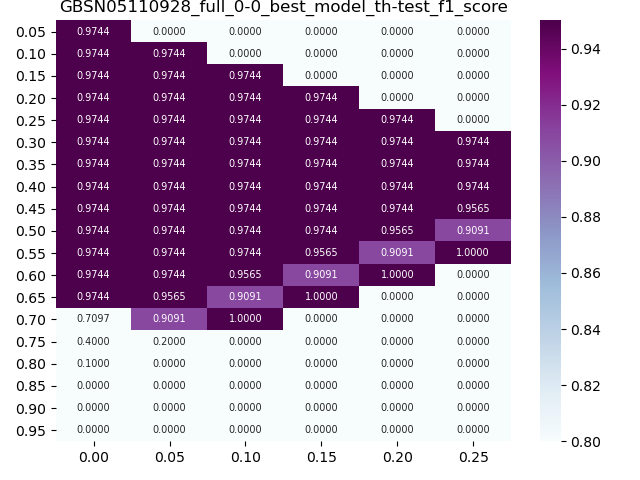 GBSN05110928_full_0-0_best_model_th-test_f1_score
0.05 0.9744 0.0000 0.0000 0.0000 0.0000 0.0000
0.10 0.9744 0.9744 0.0000 0.0000 0.0000 0.0000
0.15 0.9744 0.9744 0.9744 0.0000 0.0000 0.0000
0.20 0.9744 0.9744 0.9744 0.9744 0.0000 0.0000
0.25 0.9744 0.9744 0.9744 0.9744 0.9744 0.0000
0.30 0.9744 0.9744 0.9744 0.9744 0.9744 0.9744
0.35 0.9744 0.9744 0.9744 0.9744 0.9744 0.9744
0.40 0.9744 0.9744 0.9744 0.9744 0.9744 0.9744
0.45 0.9744 0.9744 0.9744 0.9744 0.9744 0.9565
0.50 0.9744 0.9744 0.9744 0.9744 0.9565 0.9091
0.55 0.9744 0.9744 0.9744 0.9565 0.9091 1.0000
0.60 0.9744 0.9744 0.9565 0.9091 1.0000 0.0000
0.65 0.9744 0.9565 0.9091 1.0000 0.0000 0.0000
0.70 0.7097 0.9091 1.0000 0.0000 0.0000 0.0000
0.75 0.4000 0.2000 0.0000 0.0000 0.0000 0.0000
0.80 0.1000 0.0000 0.0000 0.0000 0.0000 0.0000
0.85 0.0000 0.0000 0.0000 0.0000 0.0000 0.0000
0.90 0.0000 0.0000 0.0000 0.0000 0.0000 0.0000
0.95 0.0000 0.0000 0.0000 0.0000 0.0000 0.0000
0.00 0.05 0.10 0.15 0.20 0.25
0.94
0.92
0.90
0.88
0.86
0.84
0.82
0.80